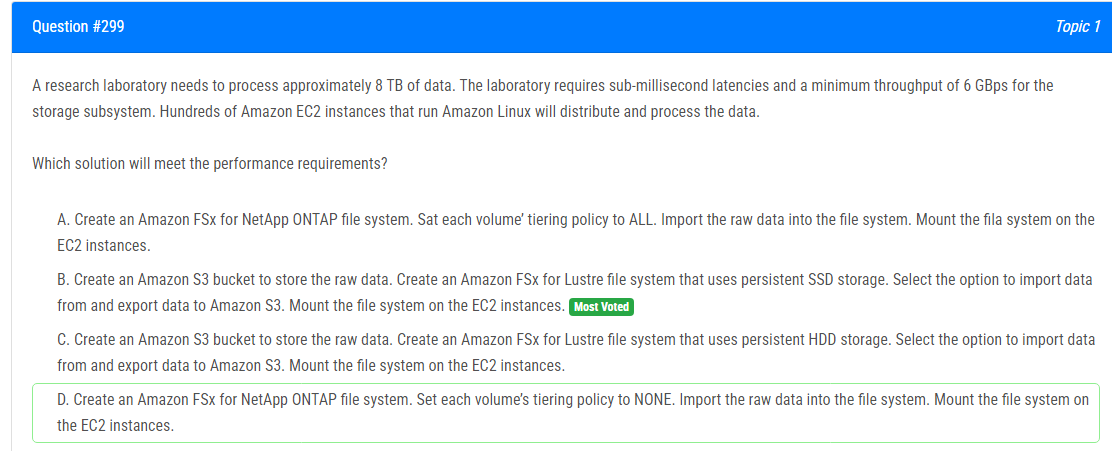 Question #299
Topic 1
A research laboratory needs to process approximately 8 TB of data. The laboratory requires sub-millisecond latencies and a minimum throughput of 6 GBps for the
storage subsystem. Hundreds of Amazon EC2 instances that run Amazon Linux will distribute and process the data.
Which solution will meet the performance requirements?
A. Create an Amazon FSx for NetApp ONTAP file system. Sat each volume' tiering policy to ALL. Import the raw data into the file system. Mount the fila system on the
EC2 instances.
B. Create an Amazon S3 bucket to store the raw data. Create an Amazon FSx for Lustre file system that uses persistent SSD storage. Select the option to import data
from and export data to Amazon S3. Mount the file system on the EC2 instances. Most Voted
C. Create an Amazon S3 bucket to store the raw data. Create an Amazon FSx for Lustre file system that uses persistent HDD storage. Select the option to import data
from and export data to Amazon S3. Mount the file system on the EC2 instances.
D. Create an Amazon FSx for NetApp ONTAP file system. Set each volume's tiering policy to NONE. Import the raw data into the file system. Mount the file system on
the EC2 instances.